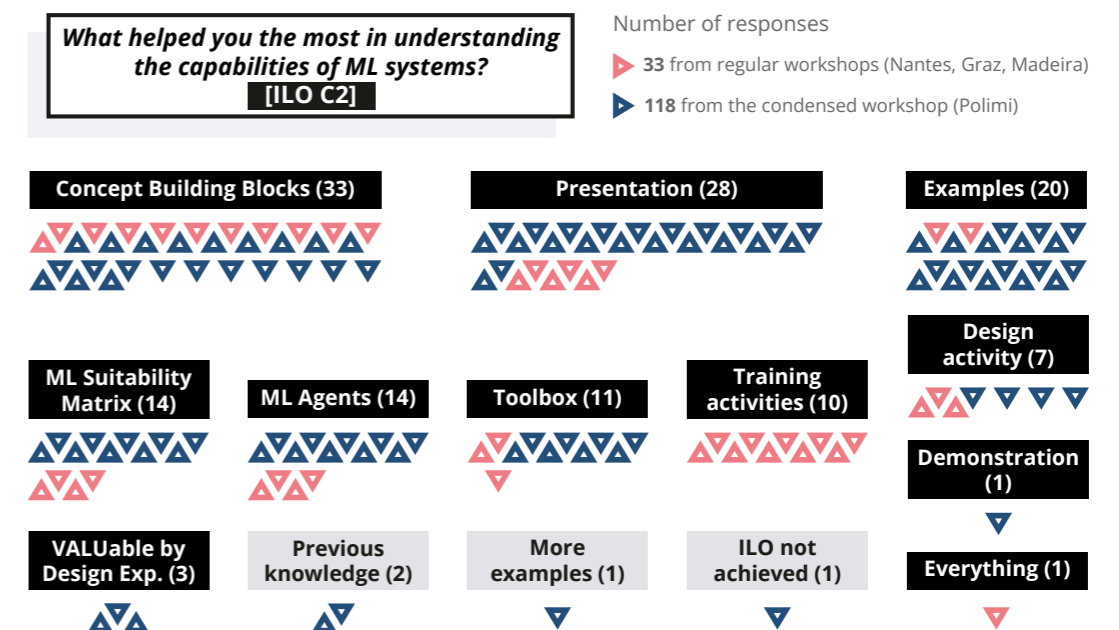 What helped you the most in understanding
the capabilities of ML systems?
[ILO C2]
Number of responses
33 from regular workshops (Nantes, Graz, Madeira)
118 from the condensed workshop (Polimi)
Concept Building Blocks (33)
Presentation (28)
Examples (20)
Design
activity (7)
ML Suitability
Matrix (14)
ML Agents (14)
Toolbox (11)
Training
activities (10)
Demonstration
(1)
VALUable by
Design Exp. (3)
Previous
knowledge (2)
More
examples (1)
ILO not
achieved (1)
Everything (1)